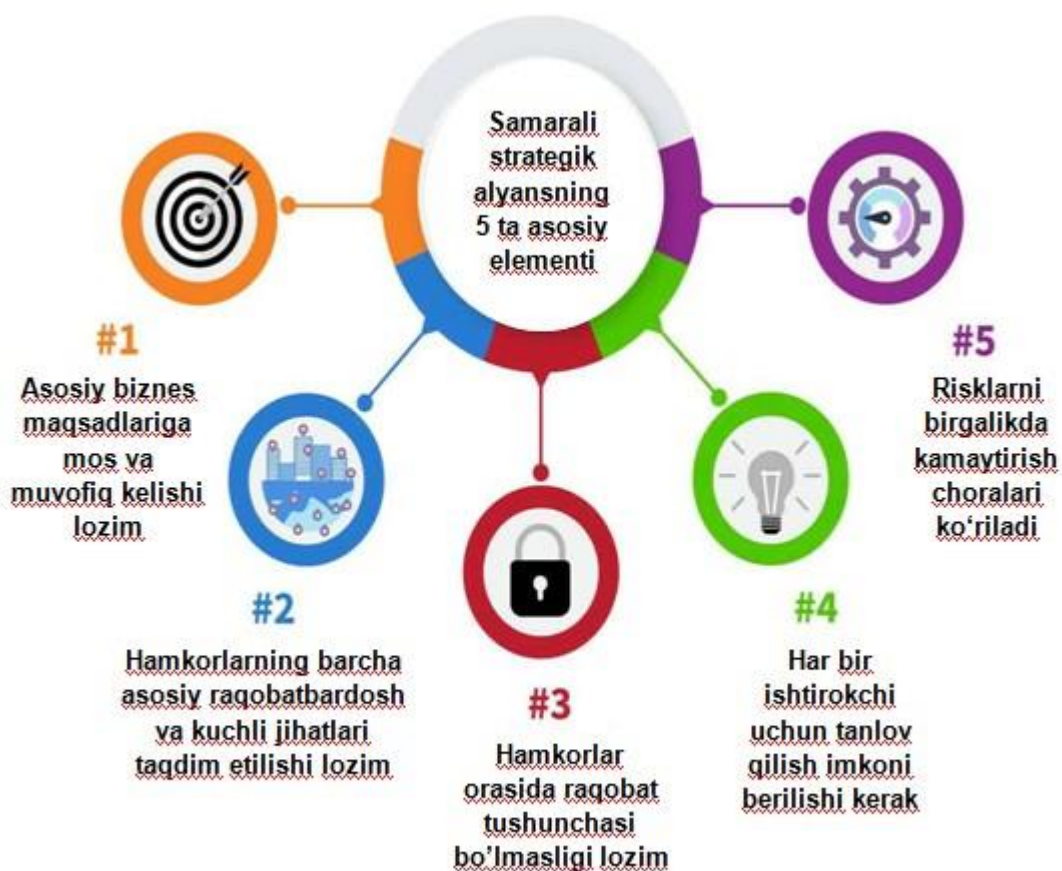 Samarali
strategik
alyansning
5 ta asosiy
elementi
#1
Asosiy biznes
maqsadlariga
mos va
muvofiq kelishi
lozim
#2
Hamkorlarning barcha
asosiy raqobatbardosh
va kuchli jihatlari
taqdim etilishi lozim
#3
Hamkorlar
orasida raqobat
tushunchasi
bo’lmasligi lozim
#4
Har bir
ishtirokchi
uchun tanlov
qilish imkoni
berilishi kerak
#5
Risklarni
birgalikda
kamaytirish
choralari
ko‘riladi